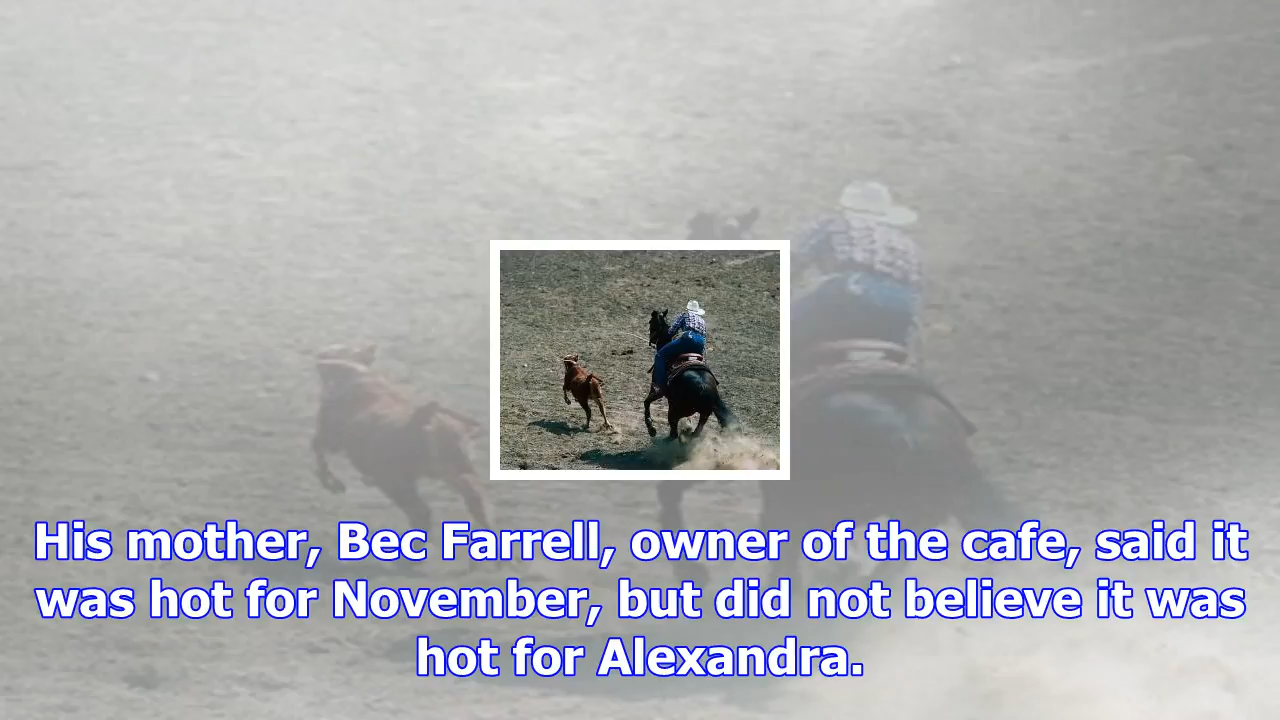 His mother, Bec Farrell, owner of the cafe, said it
was hot for November, but did not believe it was
hot for Alexandra.